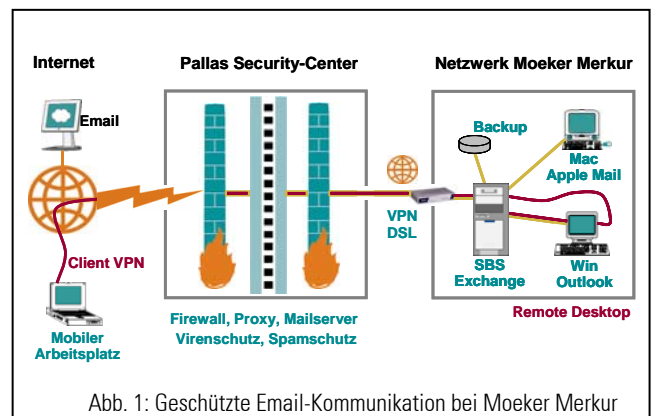 Internet
Pallas Security-Center
Netzwerk Moeker Merkur
Email
Backup
Mac
Apple Mail
VPN
DSL
Client VPN
SBS
Exchange
Win
Outlook
Remote Desktop
Mobiler
Arbeitsplatz
Firewall, Proxy, Mailserver
Virenschutz, Spamschutz
Abb. 1: Geschützte Email-Kommunikation bei Moeker Merkur